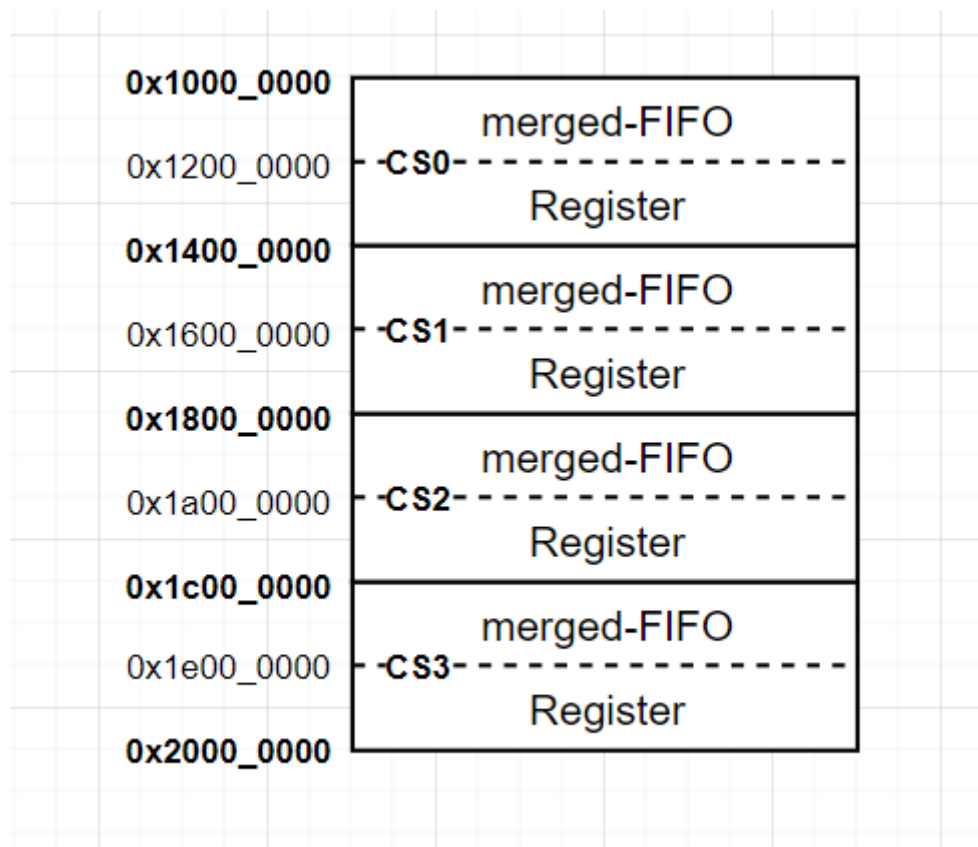 0x1000_0000
merged-FIFO
0x1200_0000 CS0
Register
0x1400_0000
merged-FIFO
0x1600_0000 CS1
Register
0x1800_0000
merged-FIFO
0x1a00_0000 CS2
Register
0x1c00_0000
merged-FIFO
0x1e00_0000 CS3
Register
0x2000_0000